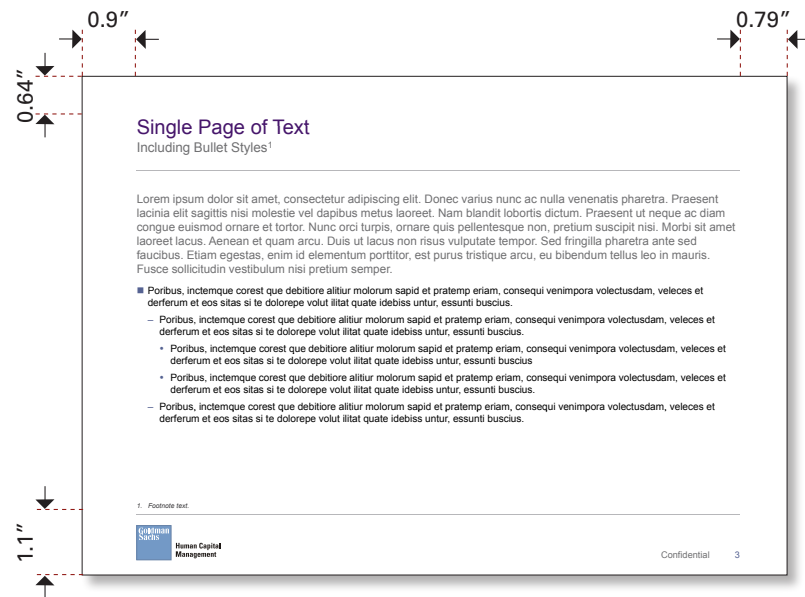 0.9″
0.79″
0.64″
Single Page of Text
Including Bullet Styles¹
Lorem ipsum dolor sit amet, consectetur adipiscing elit. Donec varius nunc ac nulla venenatis pharetra. Praesent
lacinia elit sagittis nisi molestie vel dapibus metus laoreet. Nam blandit lobortis dictum. Praesent ut neque ac diam
congue euismod ornare et tortor. Nunc orci turpis, ornare quis pellentesque non, pretium suscipit nisi. Morbi sit amet
laoreet lacus. Aenean et quam arcu. Duis ut lacus non risus vulputate tempor. Sed fringilla pharetra ante sed
faucibus. Etiam egestas, enim id elementum porttitor, est purus tristique arcu, eu bibendum tellus leo in mauris.
Fusce sollicitudin vestibulum nisi pretium semper.
■ Poribus, inctemque corest que debitiore alitiur molorum sapid et pratemp eriam, consequi venimpora volectusdam, veleces et
derferum et eos sitas si te dolorepe volut ilitat quate idebiss untur, essunti buscius.
– Poribus, inctemque corest que debitiore alitiur molorum sapid et pratemp eriam, consequi venimpora volectusdam, veleces et
derferum et eos sitas si te dolorepe volut ilitat quate idebiss untur, essunti buscius.
• Poribus, inctemque corest que debitiore alitiur molorum sapid et pratemp eriam, consequi venimpora volectusdam, veleces et
derferum et eos sitas si te dolorepe volut ilitat quate idebiss untur, essunti buscius
• Poribus, inctemque corest que debitiore alitiur molorum sapid et pratemp eriam, consequi venimpora volectusdam, veleces et
derferum et eos sitas si te dolorepe volut ilitat quate idebiss untur, essunti buscius.
– Poribus, inctemque corest que debitiore alitiur molorum sapid et pratemp eriam, consequi venimpora volectusdam, veleces et
derferum et eos sitas si te dolorepe volut ilitat quate idebiss untur, essunti buscius.
1. Footnote text.
1.1″
Goldman
Sachs
Human Capital
Management
Confidential 3